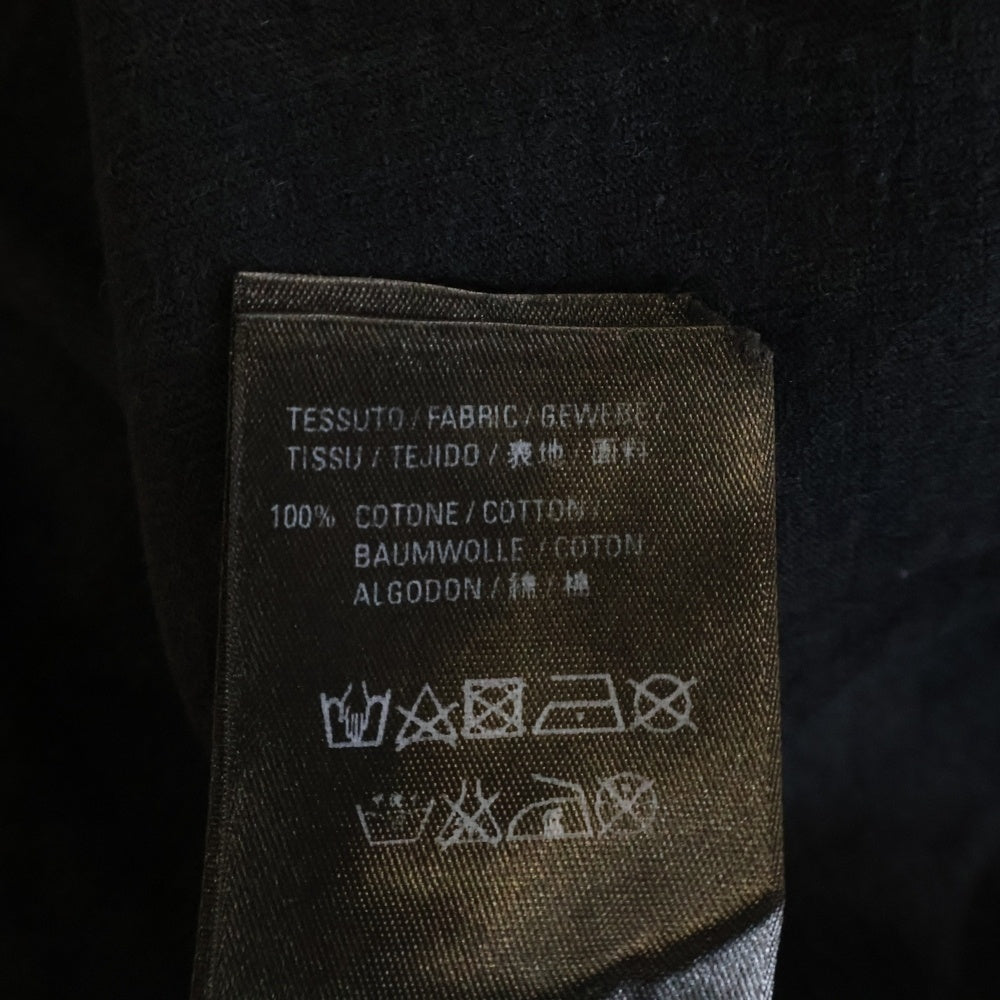 TESSUTO / FABRIC / GEWEBE /
TISSU / TEJIDO / 表地 / 面料
100% COTONE / COTTON /
BAUMWOLLE / COTON /
ALGODON / 綿 / 棉